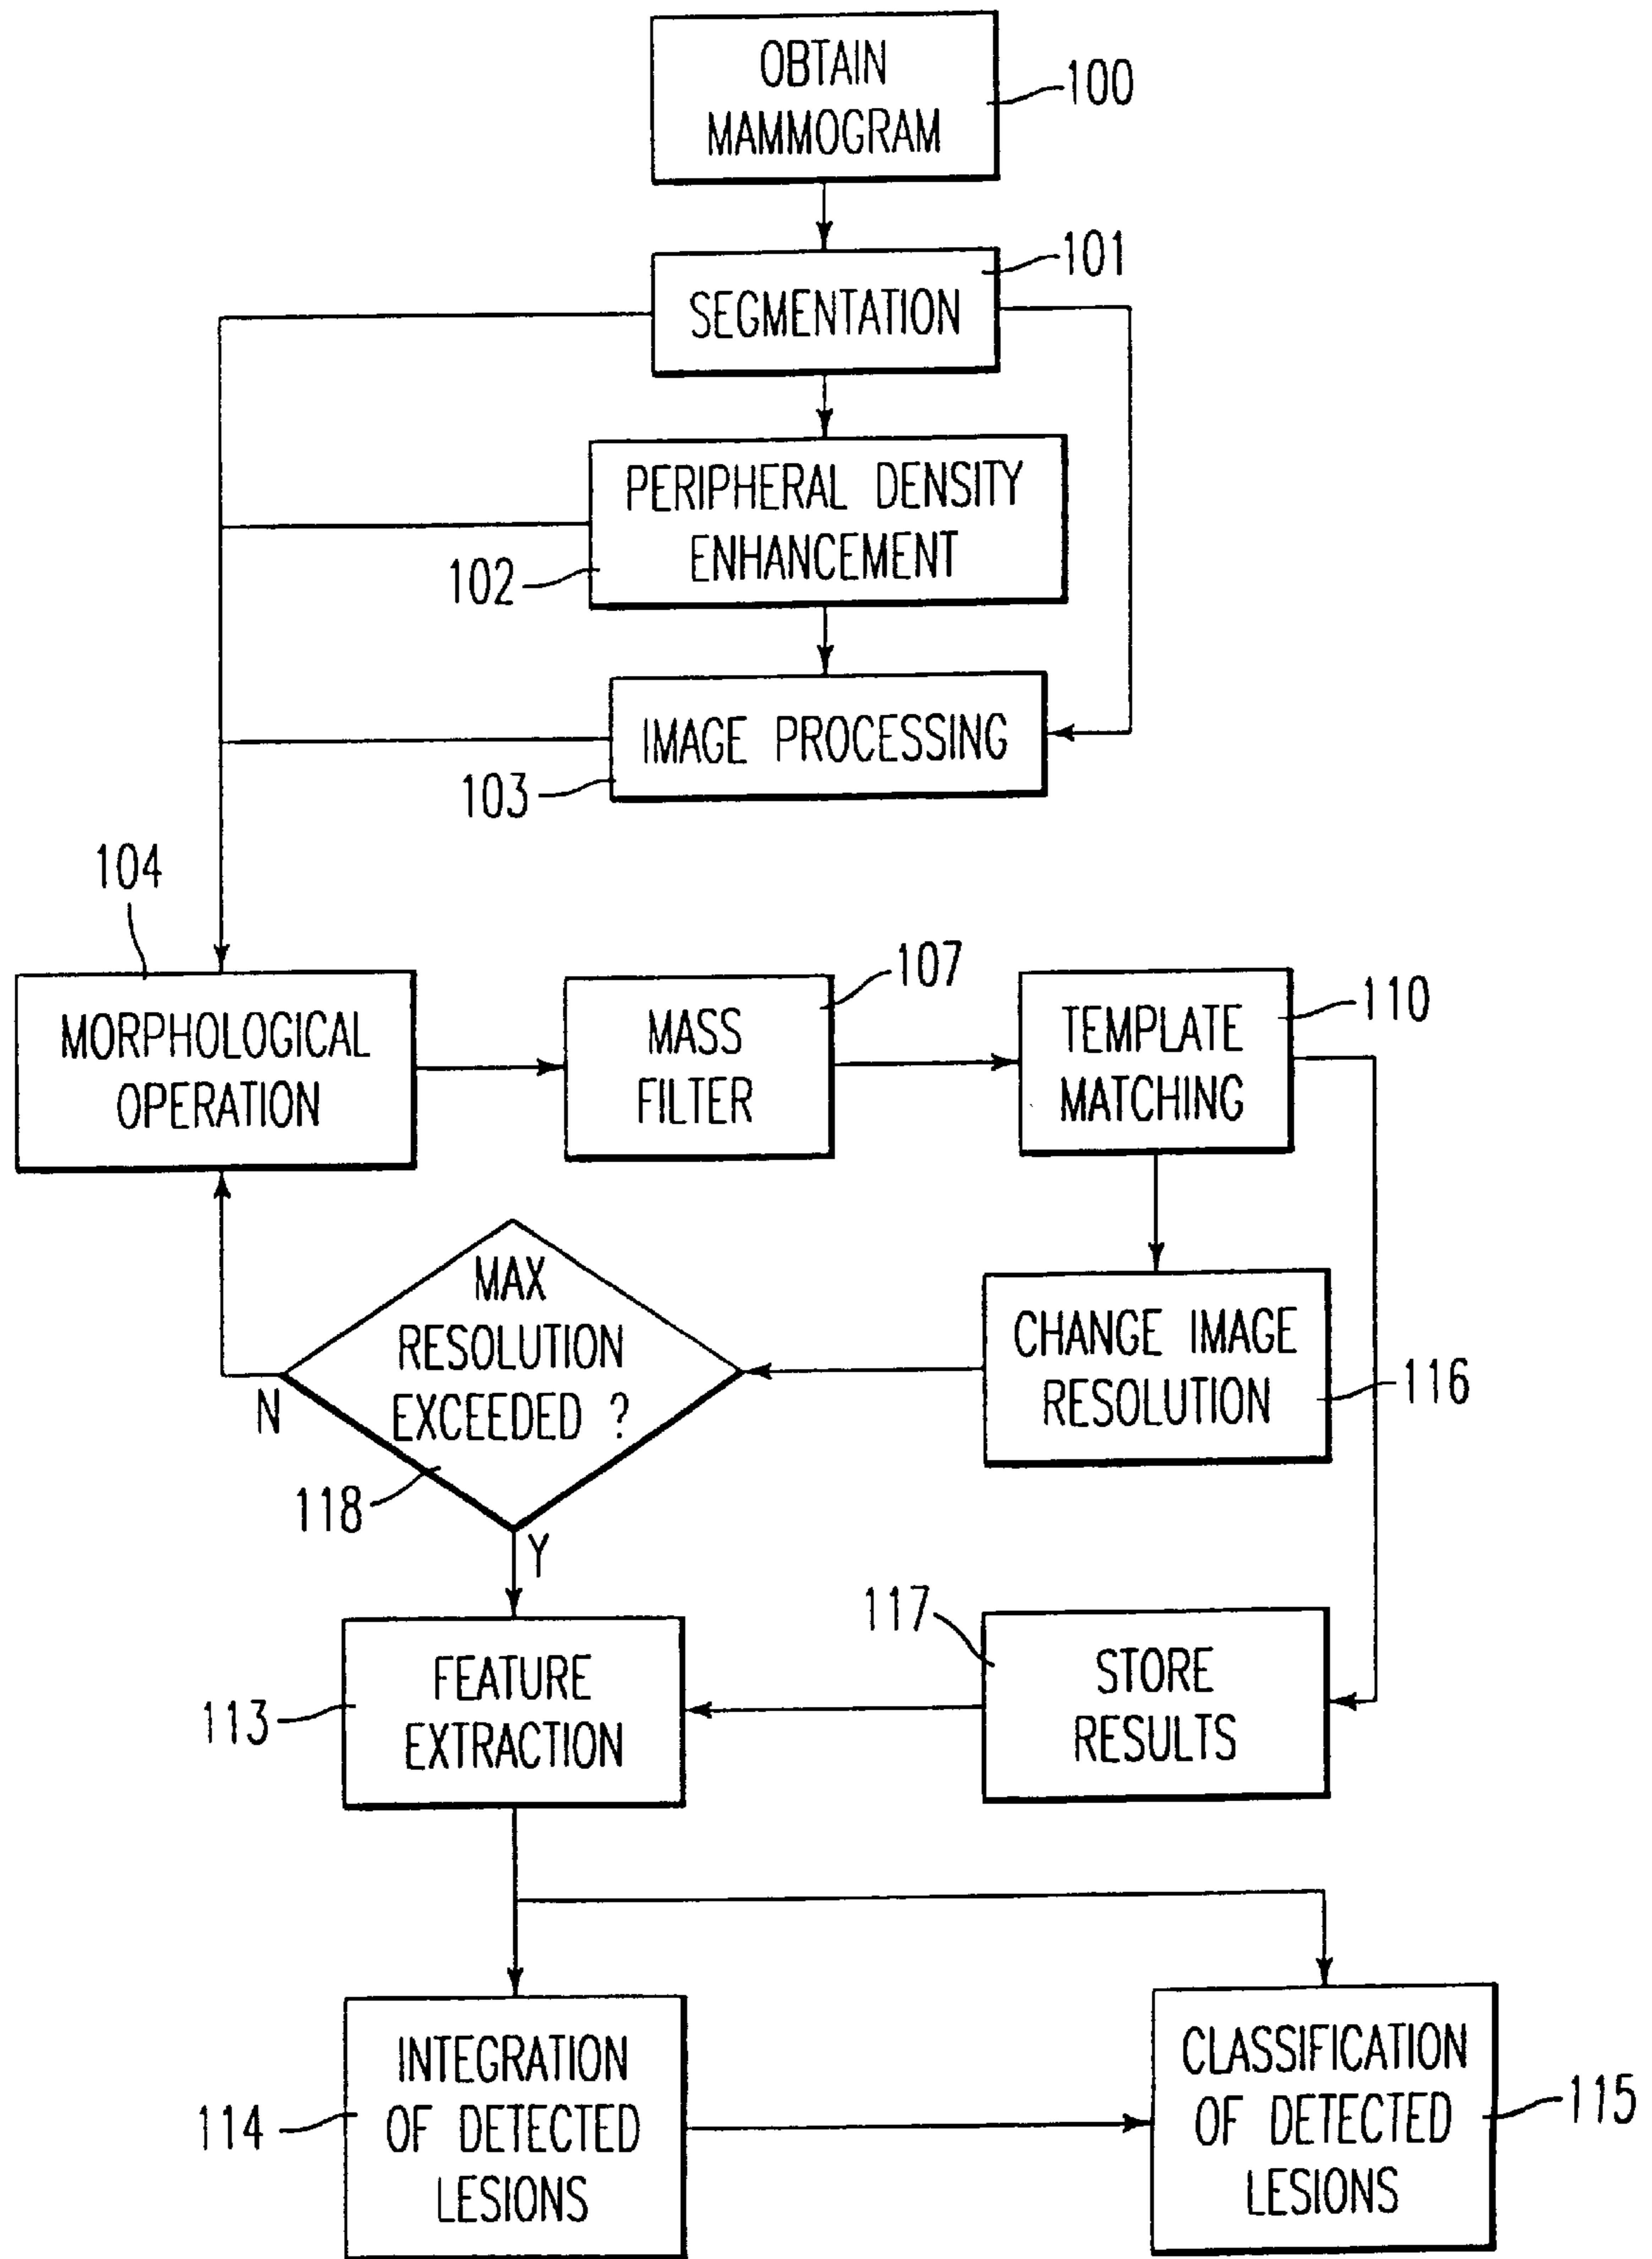 OBTAIN
MAMMOGRAM
100
SEGMENTATION
101
PERIPHERAL DENSITY
ENHANCEMENT
102
IMAGE PROCESSING
103
104
MORPHOLOGICAL
OPERATION
MASS
FILTER
107
TEMPLATE
MATCHING
110
MAX
RESOLUTION
EXCEEDED ?
N
118
Y
CHANGE IMAGE
RESOLUTION
116
FEATURE
EXTRACTION
113
117
STORE
RESULTS
INTEGRATION
OF DETECTED
LESIONS
114
CLASSIFICATION
OF DETECTED
LESIONS
115